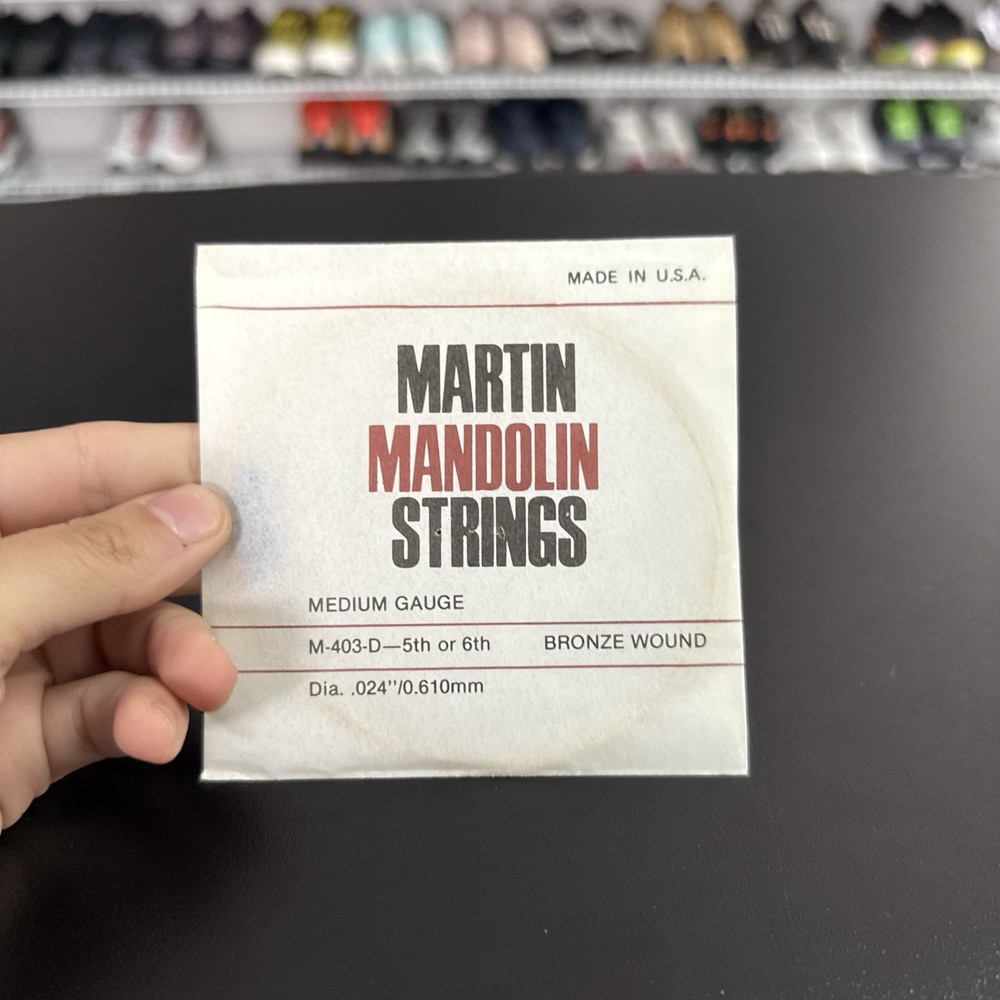 MADE IN U.S.A.
MARTIN
MANDOLIN
STRINGS
MEDIUM GAUGE
M-403-D—5th or 6th BRONZE WOUND
Dia. .024''/0.610mm